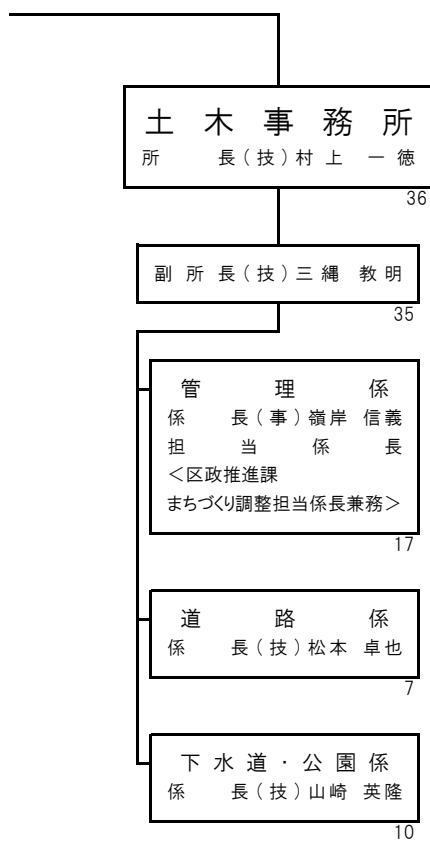 土木事務所
所長(技)村上 一徳
36
副所長(技)三縄 教明
35
管理係
係長(事)嶺岸 信義
担当係長
＜区政推進課
まちづくり調整担当係長兼務＞
17
道路係
係長(技)松本 卓也
7
下水道・公園係
係長(技)山崎 英隆
10